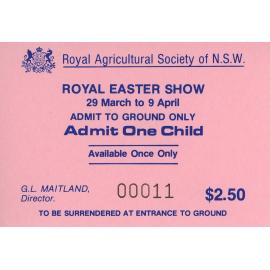 Royal Agricultural Society of N.S.W.
ROYAL EASTER SHOW
29 March to 9 April
ADMIT TO GROUND ONLY
Admit One Child
Available Once Only
G.L. MAITLAND,
Director.
00011
$2.50
TO BE SURRENDERED AT ENTRANCE TO GROUND